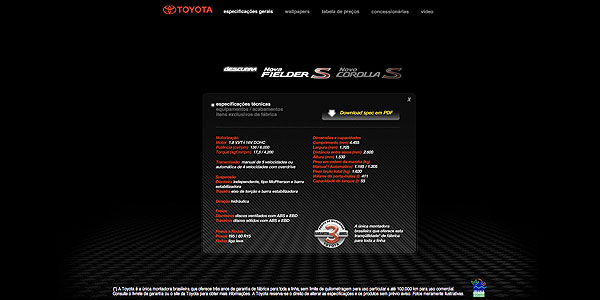 TOYOTA
especificações gerais
wallpapers
tabela de preços
concessionárias
vídeo
DESCUBRA
Nova
FIELDER S
Novo
COROLLA S
X
especificações técnicas
equipamentos / acabamentos
itens exclusivos de fábrica
Download spec em PDF
Motorização
Motor 1.8 VVT-i 16V DOHC
Potência (cv/rpm) 136 / 6.000
Torque (kgf.m/rpm) 17,5 / 4.200
Transmissão manual de 5 velocidades ou
automática de 4 velocidades com overdrive
Suspensão
Dianteira independente, tipo McPherson e barra
estabilizadora
Traseira eixo de torção e barra estabilizadora
Direção hidráulica
Freios
Dianteiros discos ventilados com ABS e EBD
Traseiros discos sólidos com ABS e EBD
Pneus e Rodas
Pneus 195 / 60 R15
Rodas liga leve
Dimensões e capacidades
Comprimento (mm) 4.455
Largura (mm) 1.705
Distância entre eixos (mm) 2.600
Altura (mm) 1.530
Peso em ordem de marcha (kg)
Manual / Automático 1.185 / 1.205
Peso bruto total (kg) 1.620
Volume do porta-malas (l) 411
Capacidade do tanque (l) 55
3
A única montadora
brasileira que oferece esta
tranqüilidade* de fábrica
para toda a linha
(*) A Toyota é a única montadora brasileira que oferece três anos de garantia de fábrica para toda a linha, sem limite de quilometragem para uso particular e até 100.000 km para uso comercial.
Consulte o livrete da garantia ou o site da Toyota para obter mais informações. A Toyota reserva-se o direito de alterar as especificações e os produtos sem prévio aviso. Fotos meramente ilustrativas.